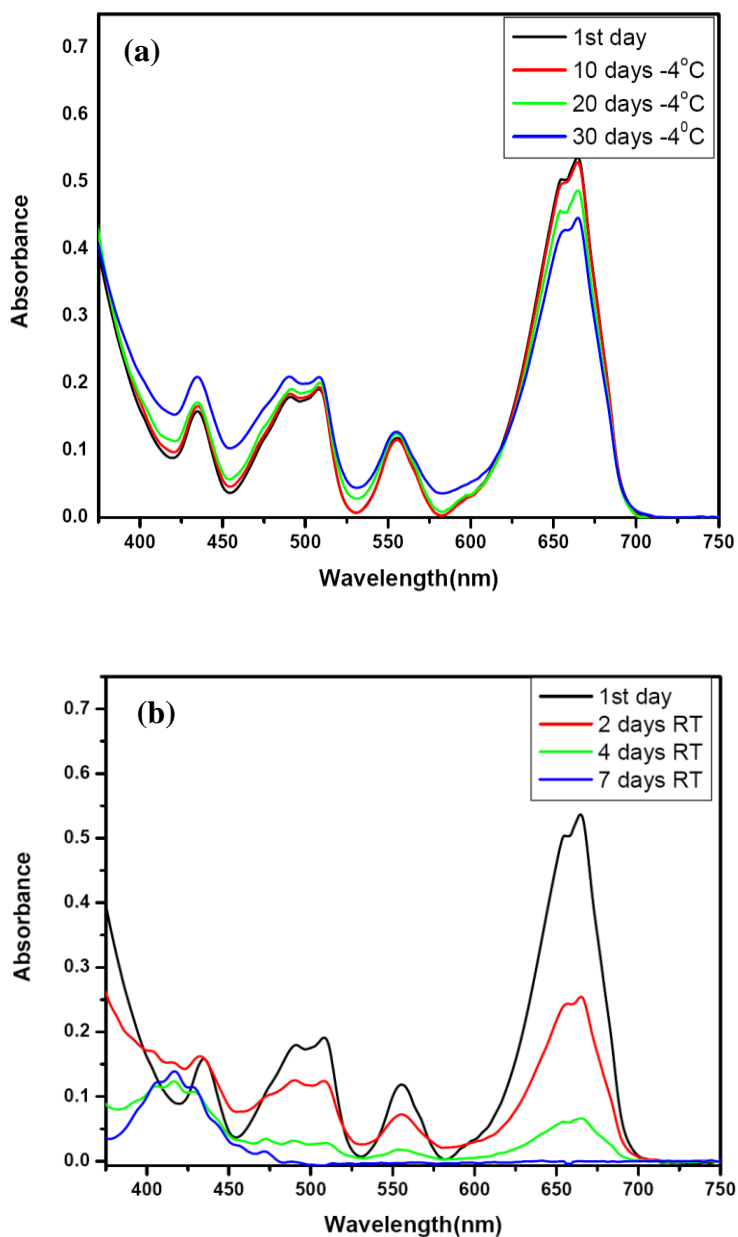 (a)
1st day
10 days -4°C
20 days -4°C
30 days -4⁰C
0.7
0.6
0.5
0.4
0.3
0.2
0.1
0.0
Absorbance
400 450 500 550 600 650 700 750
Wavelength(nm)
(b)
1st day
2 days RT
4 days RT
7 days RT
0.7
0.6
0.5
0.4
0.3
0.2
0.1
0.0
Absorbance
400 450 500 550 600 650 700 750
Wavelength(nm)